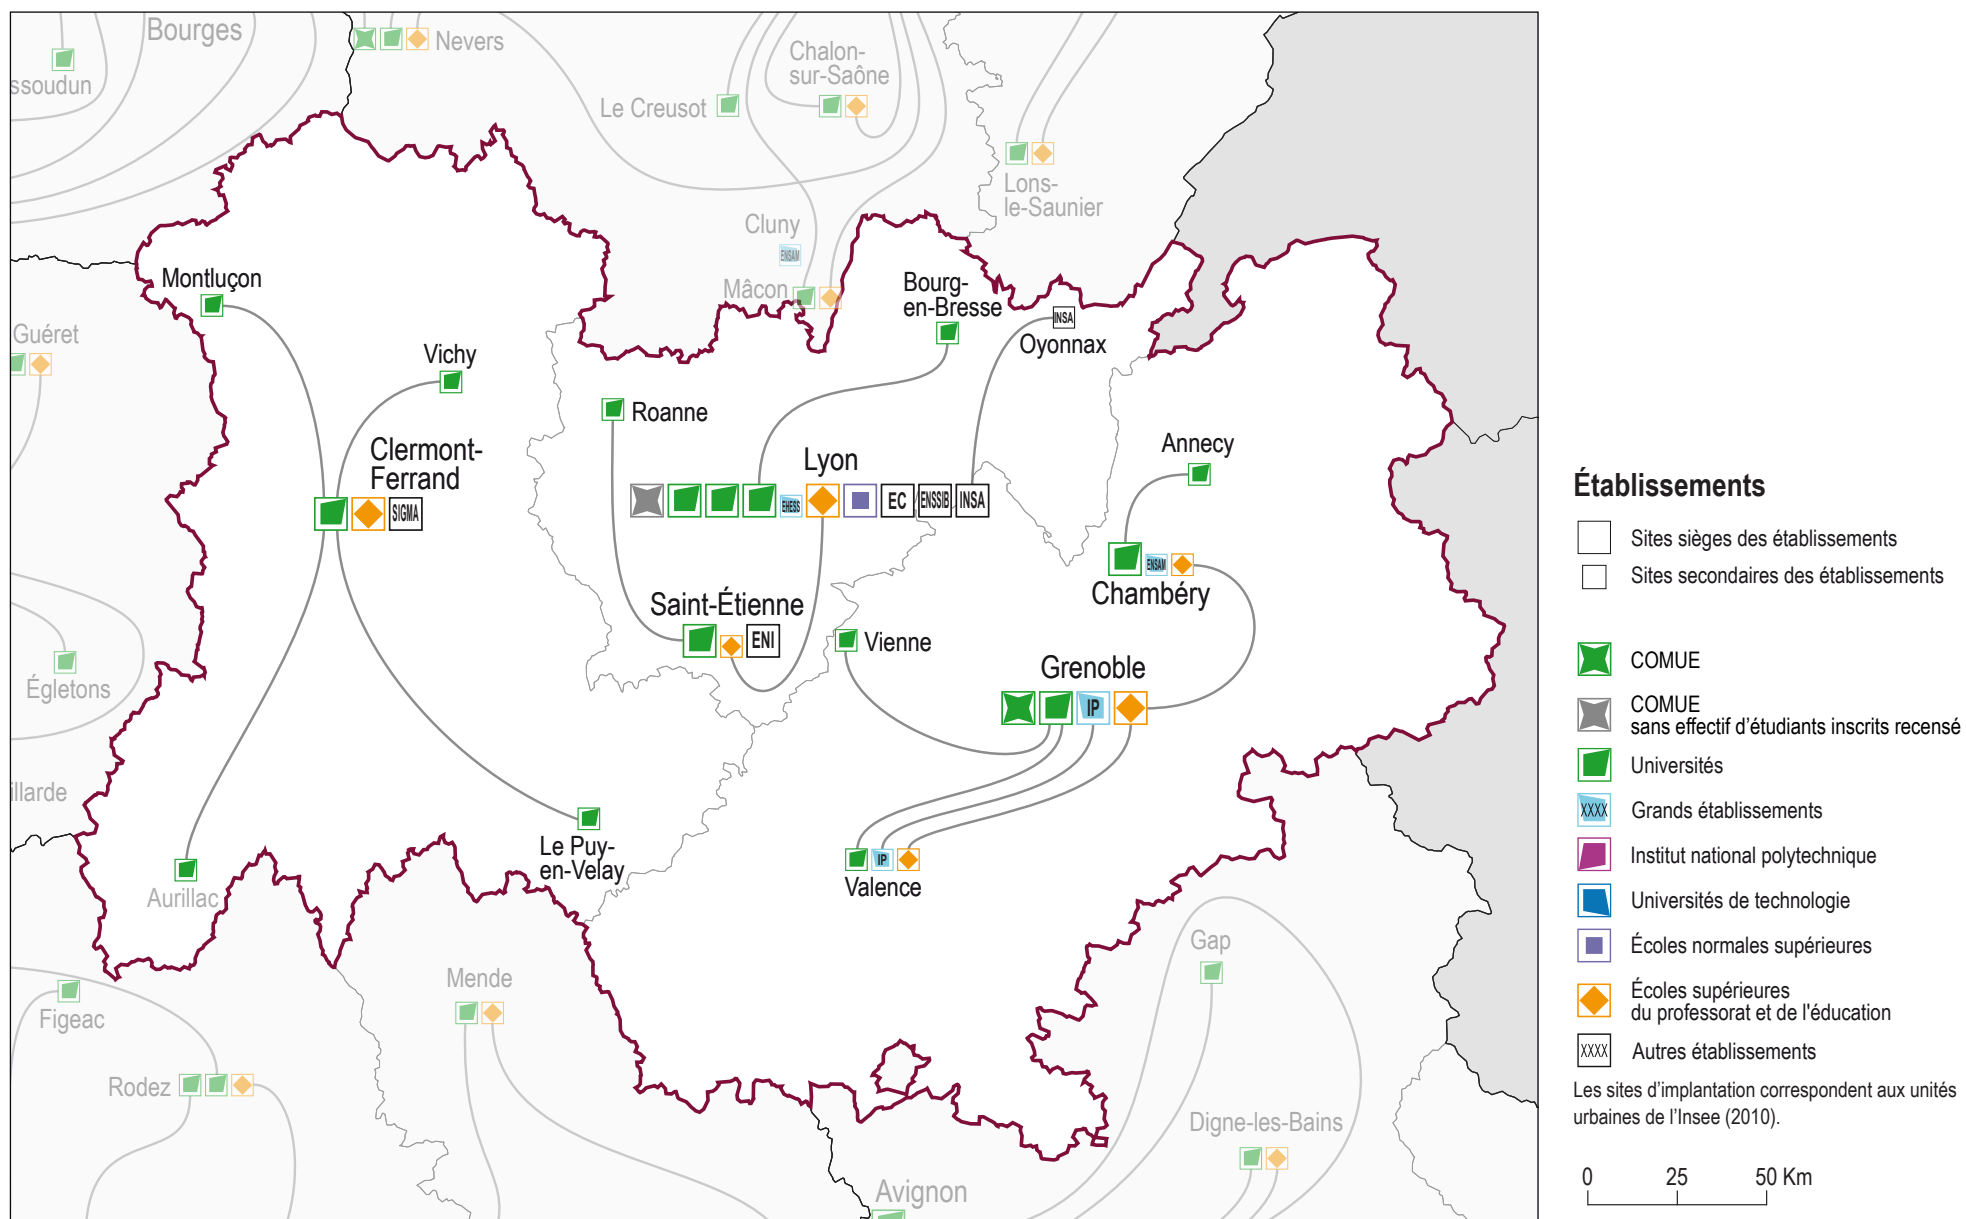 Bourges
Nevers
ssoudun
Chalon-
sur-Saône
Le Creusot
Lons-
le-Saunier
Cluny
ENSAM
Mâcon
Montluçon
Bourg-
en-Bresse
INSA
Oyonnax
Guéret
Vichy
Roanne
Annecy
Clermont-
Ferrand
SIGMA
Lyon
EHESS
EC
ENSSIB
INSA
ENSAM
Chambéry
Saint-Étienne
ENI
Vienne
Grenoble
IP
Égletons
illarde
Le Puy-
en-Velay
IP
Valence
Aurillac
Gap
Mende
Figeac
Rodez
Digne-les-Bains
Avignon
Établissements
Sites sièges des établissements
Sites secondaires des établissements
COMUE
COMUE
sans effectif d'étudiants inscrits recensé
Universités
XXXX Grands établissements
Institut national polytechnique
Universités de technologie
Écoles normales supérieures
Écoles supérieures
du professorat et de l'éducation
XXXX Autres établissements
Les sites d'implantation correspondent aux unités
urbaines de l'Insee (2010).
0 25 50 Km